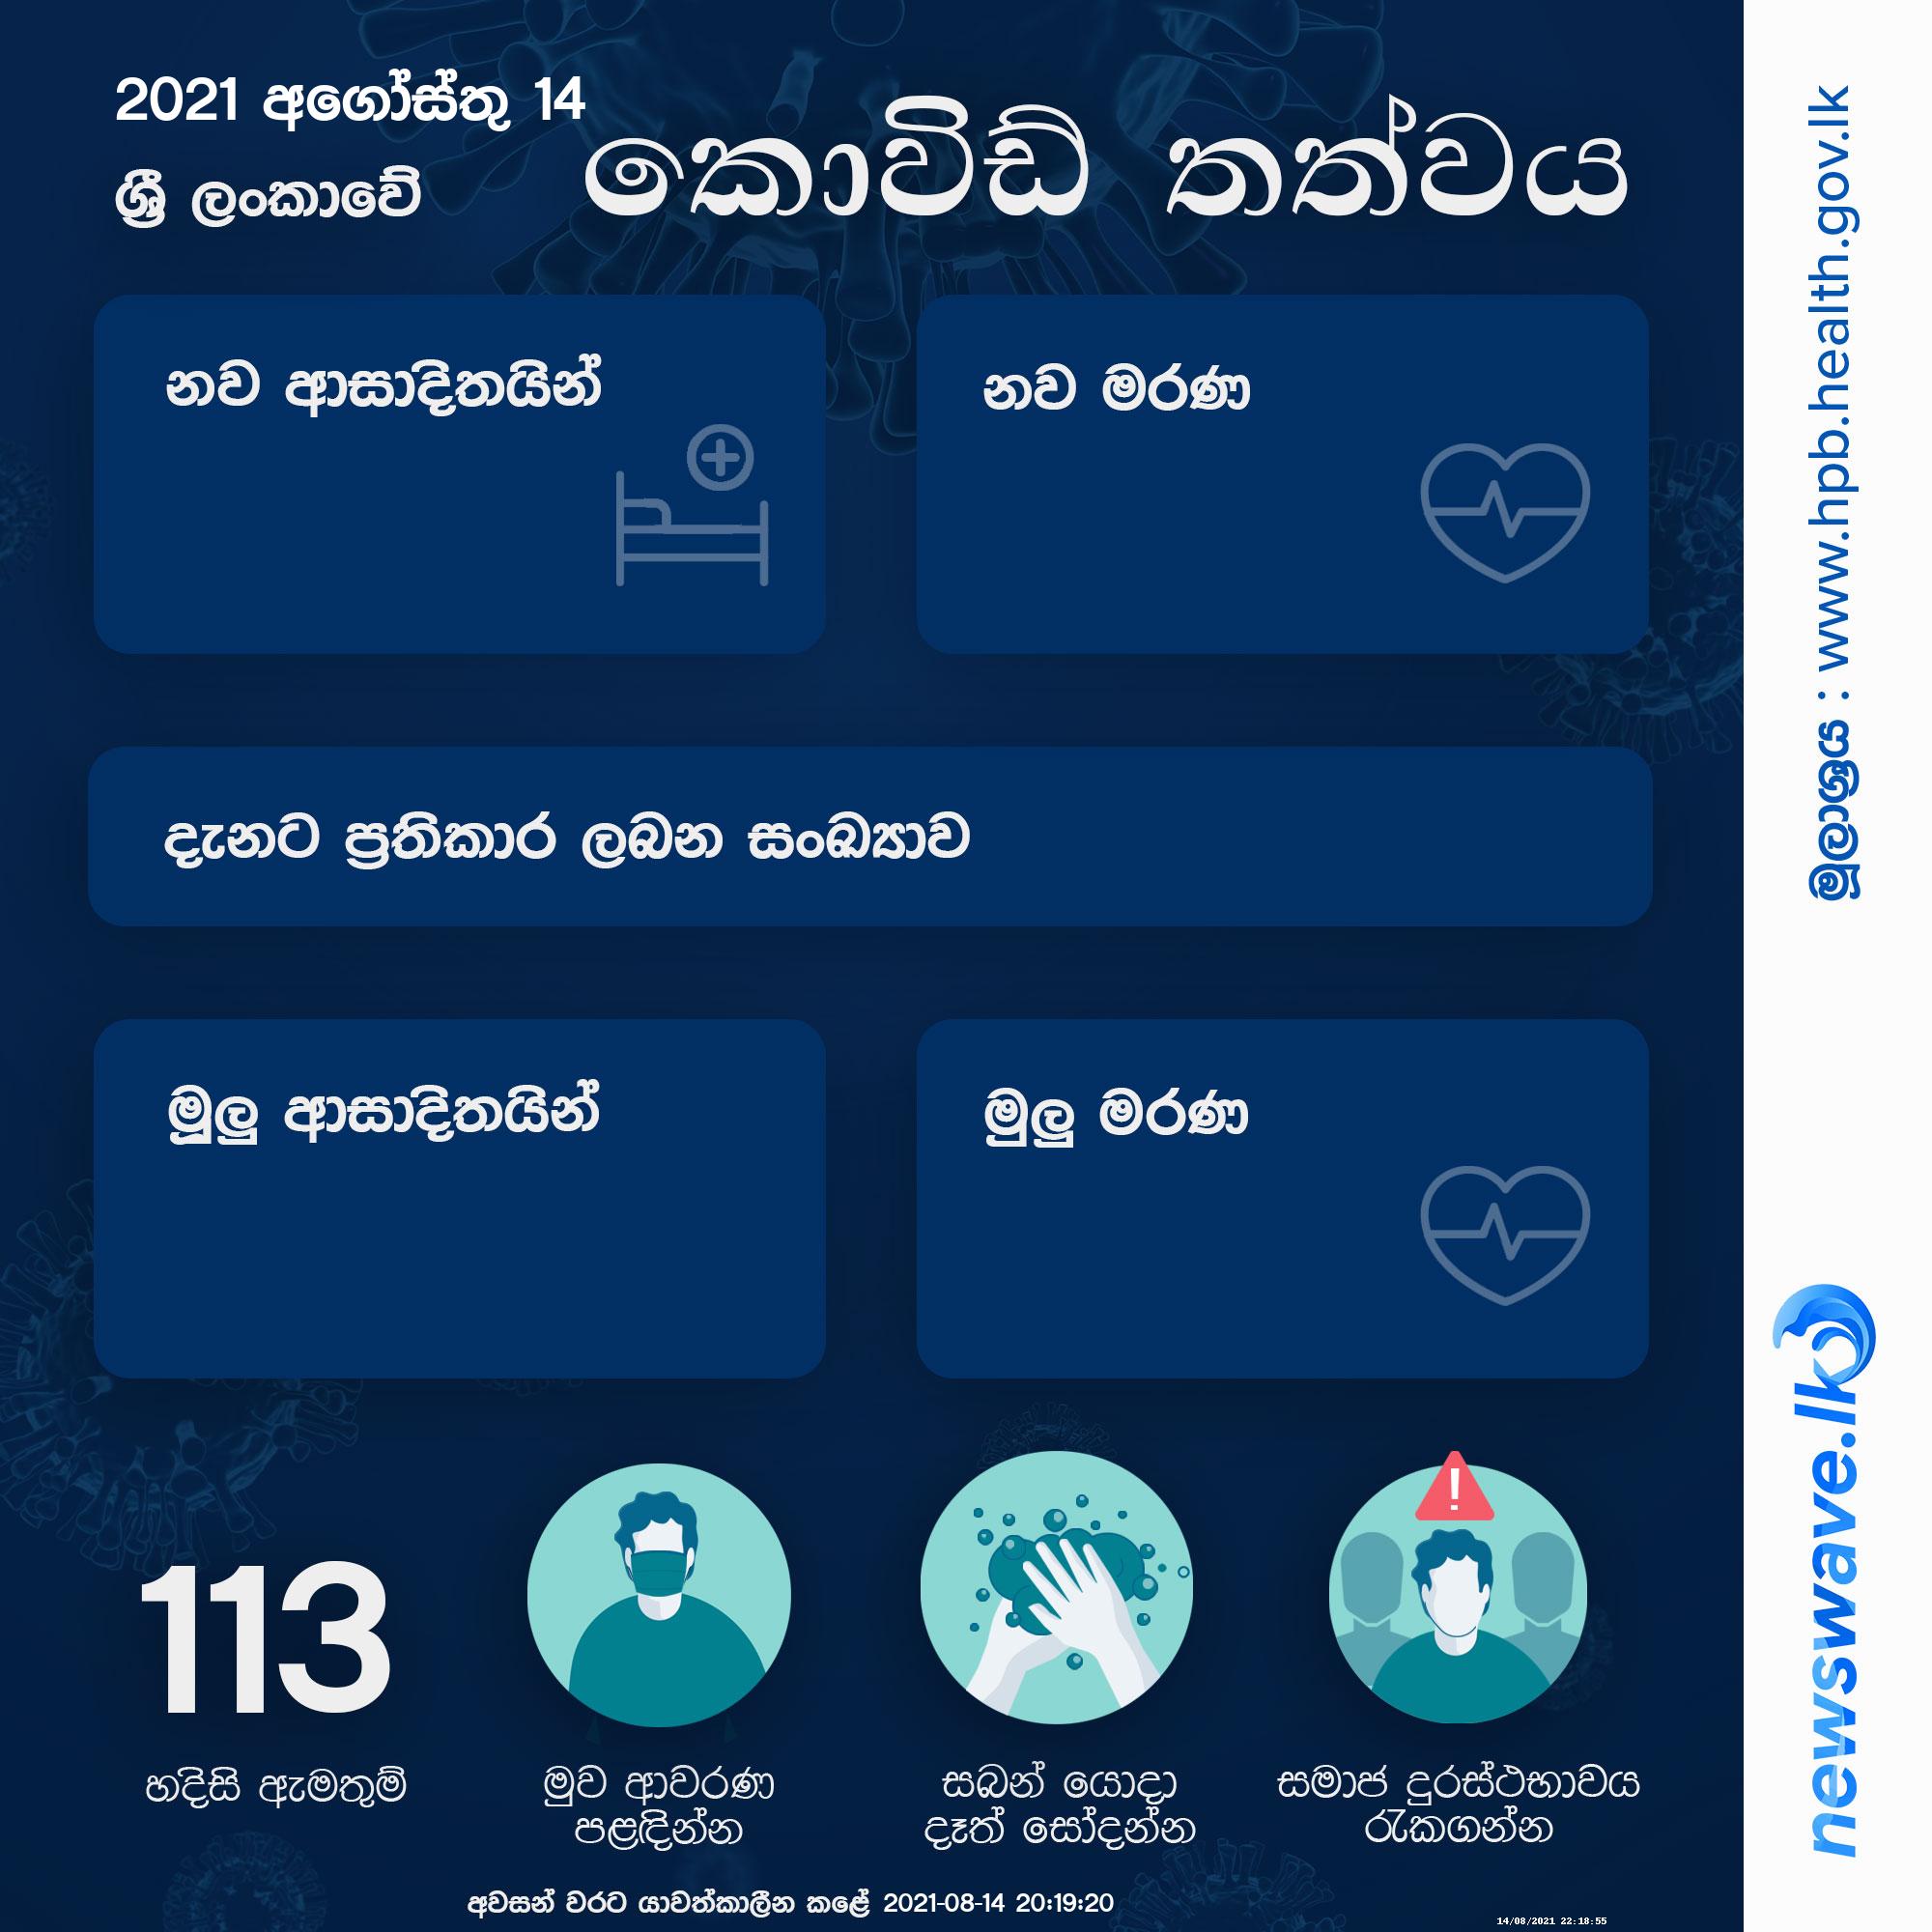 2021 අගෝස්තු 14
ශ්‍රී ලංකාවේ
කොවිඩ් තත්වය
නව ආසාදිතයින්
නව මරණ
දැනට ප්‍රතිකාර ලබන සංඛ්‍යාව
මුලු ආසාදිතයින්
මුලු මරණ
113
හදිසි ඇමතුම්
මුව ආවරණ
පළඳින්න
සබන් යොදා
දෑත් සෝදන්න
සමාජ දුරස්ථභාවය
රැකගන්න
අවසන් වරට යාවත්කාලීන කළේ 2021-08-14 20:19:20
14/08/2021 22:18:55
මූලාශ්‍රය : www.hpb.health.gov.lk
newswave.lk